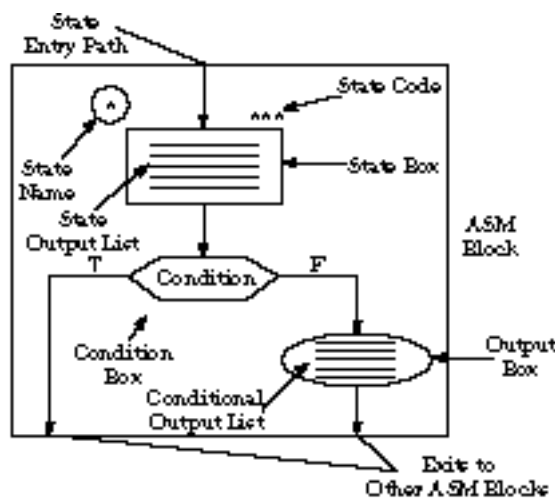 State
Entry Path
State Code
*
***
State
Name
State Box
State
Output List
ASM
Block
T
Condition
F
Condition
Box
Output
Box
Conditional
Output List
Exits to
Other ASM Blocks